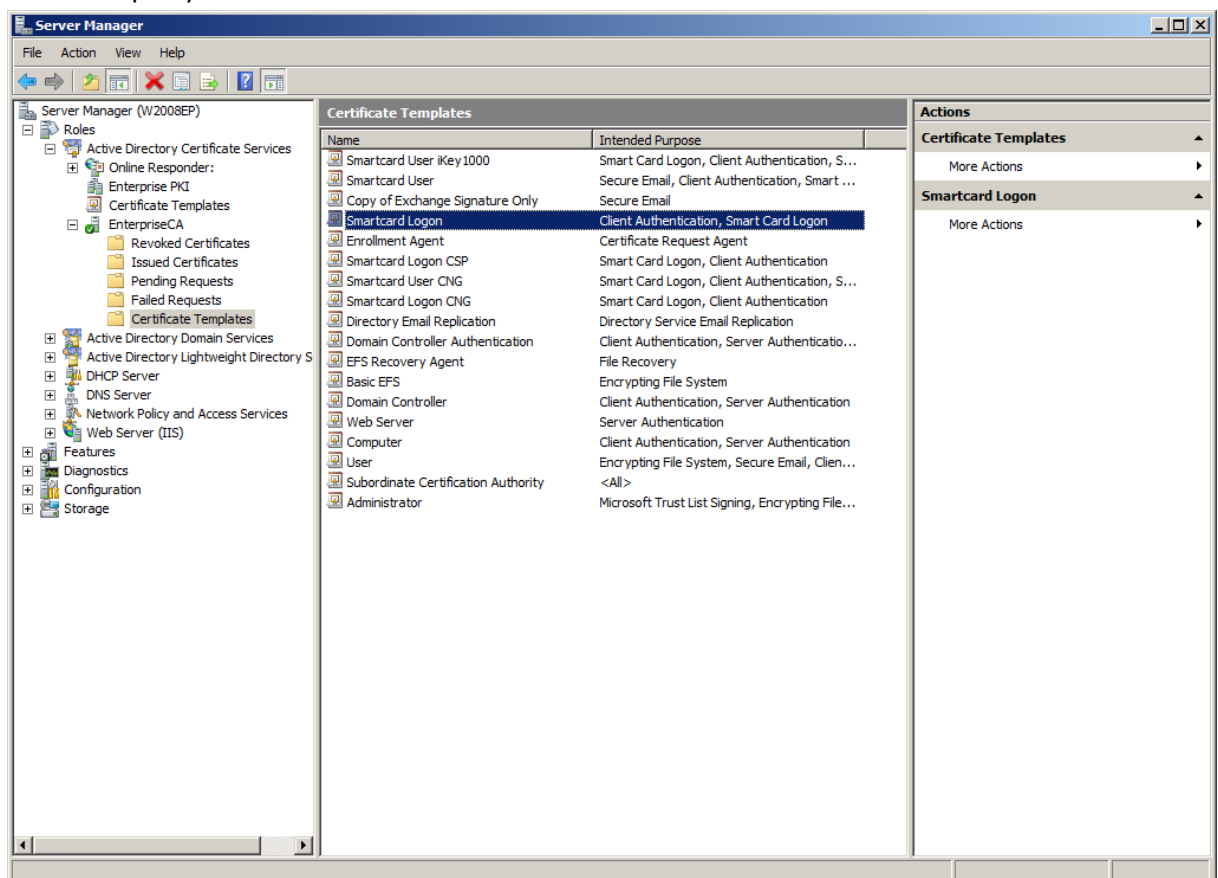 Server Manager
File Action View Help
Server Manager (W2008EP)
Roles
Active Directory Certificate Services
Online Responder:
Enterprise PKI
Certificate Templates
EnterpriseCA
Revoked Certificates
Issued Certificates
Pending Requests
Failed Requests
Certificate Templates
Active Directory Domain Services
Active Directory Lightweight Directory S
DHCP Server
DNS Server
Network Policy and Access Services
Web Server (IIS)
Features
Diagnostics
Configuration
Storage
Certificate Templates
Name Intended Purpose
Smartcard User iKey1000 Smart Card Logon, Client Authentication, S...
Smartcard User Secure Email, Client Authentication, Smart ...
Copy of Exchange Signature Only Secure Email
Smartcard Logon Client Authentication, Smart Card Logon
Enrollment Agent Certificate Request Agent
Smartcard Logon CSP Smart Card Logon, Client Authentication
Smartcard User CNG Smart Card Logon, Client Authentication, S...
Smartcard Logon CNG Smart Card Logon, Client Authentication
Directory Email Replication Directory Service Email Replication
Domain Controller Authentication Client Authentication, Server Authenticatio...
EFS Recovery Agent File Recovery
Basic EFS Encrypting File System
Domain Controller Client Authentication, Server Authentication
Web Server Server Authentication
Computer Client Authentication, Server Authentication
User Encrypting File System, Secure Email, Clien...
Subordinate Certification Authority <All>
Administrator Microsoft Trust List Signing, Encrypting File...
Actions
Certificate Templates
More Actions
Smartcard Logon
More Actions